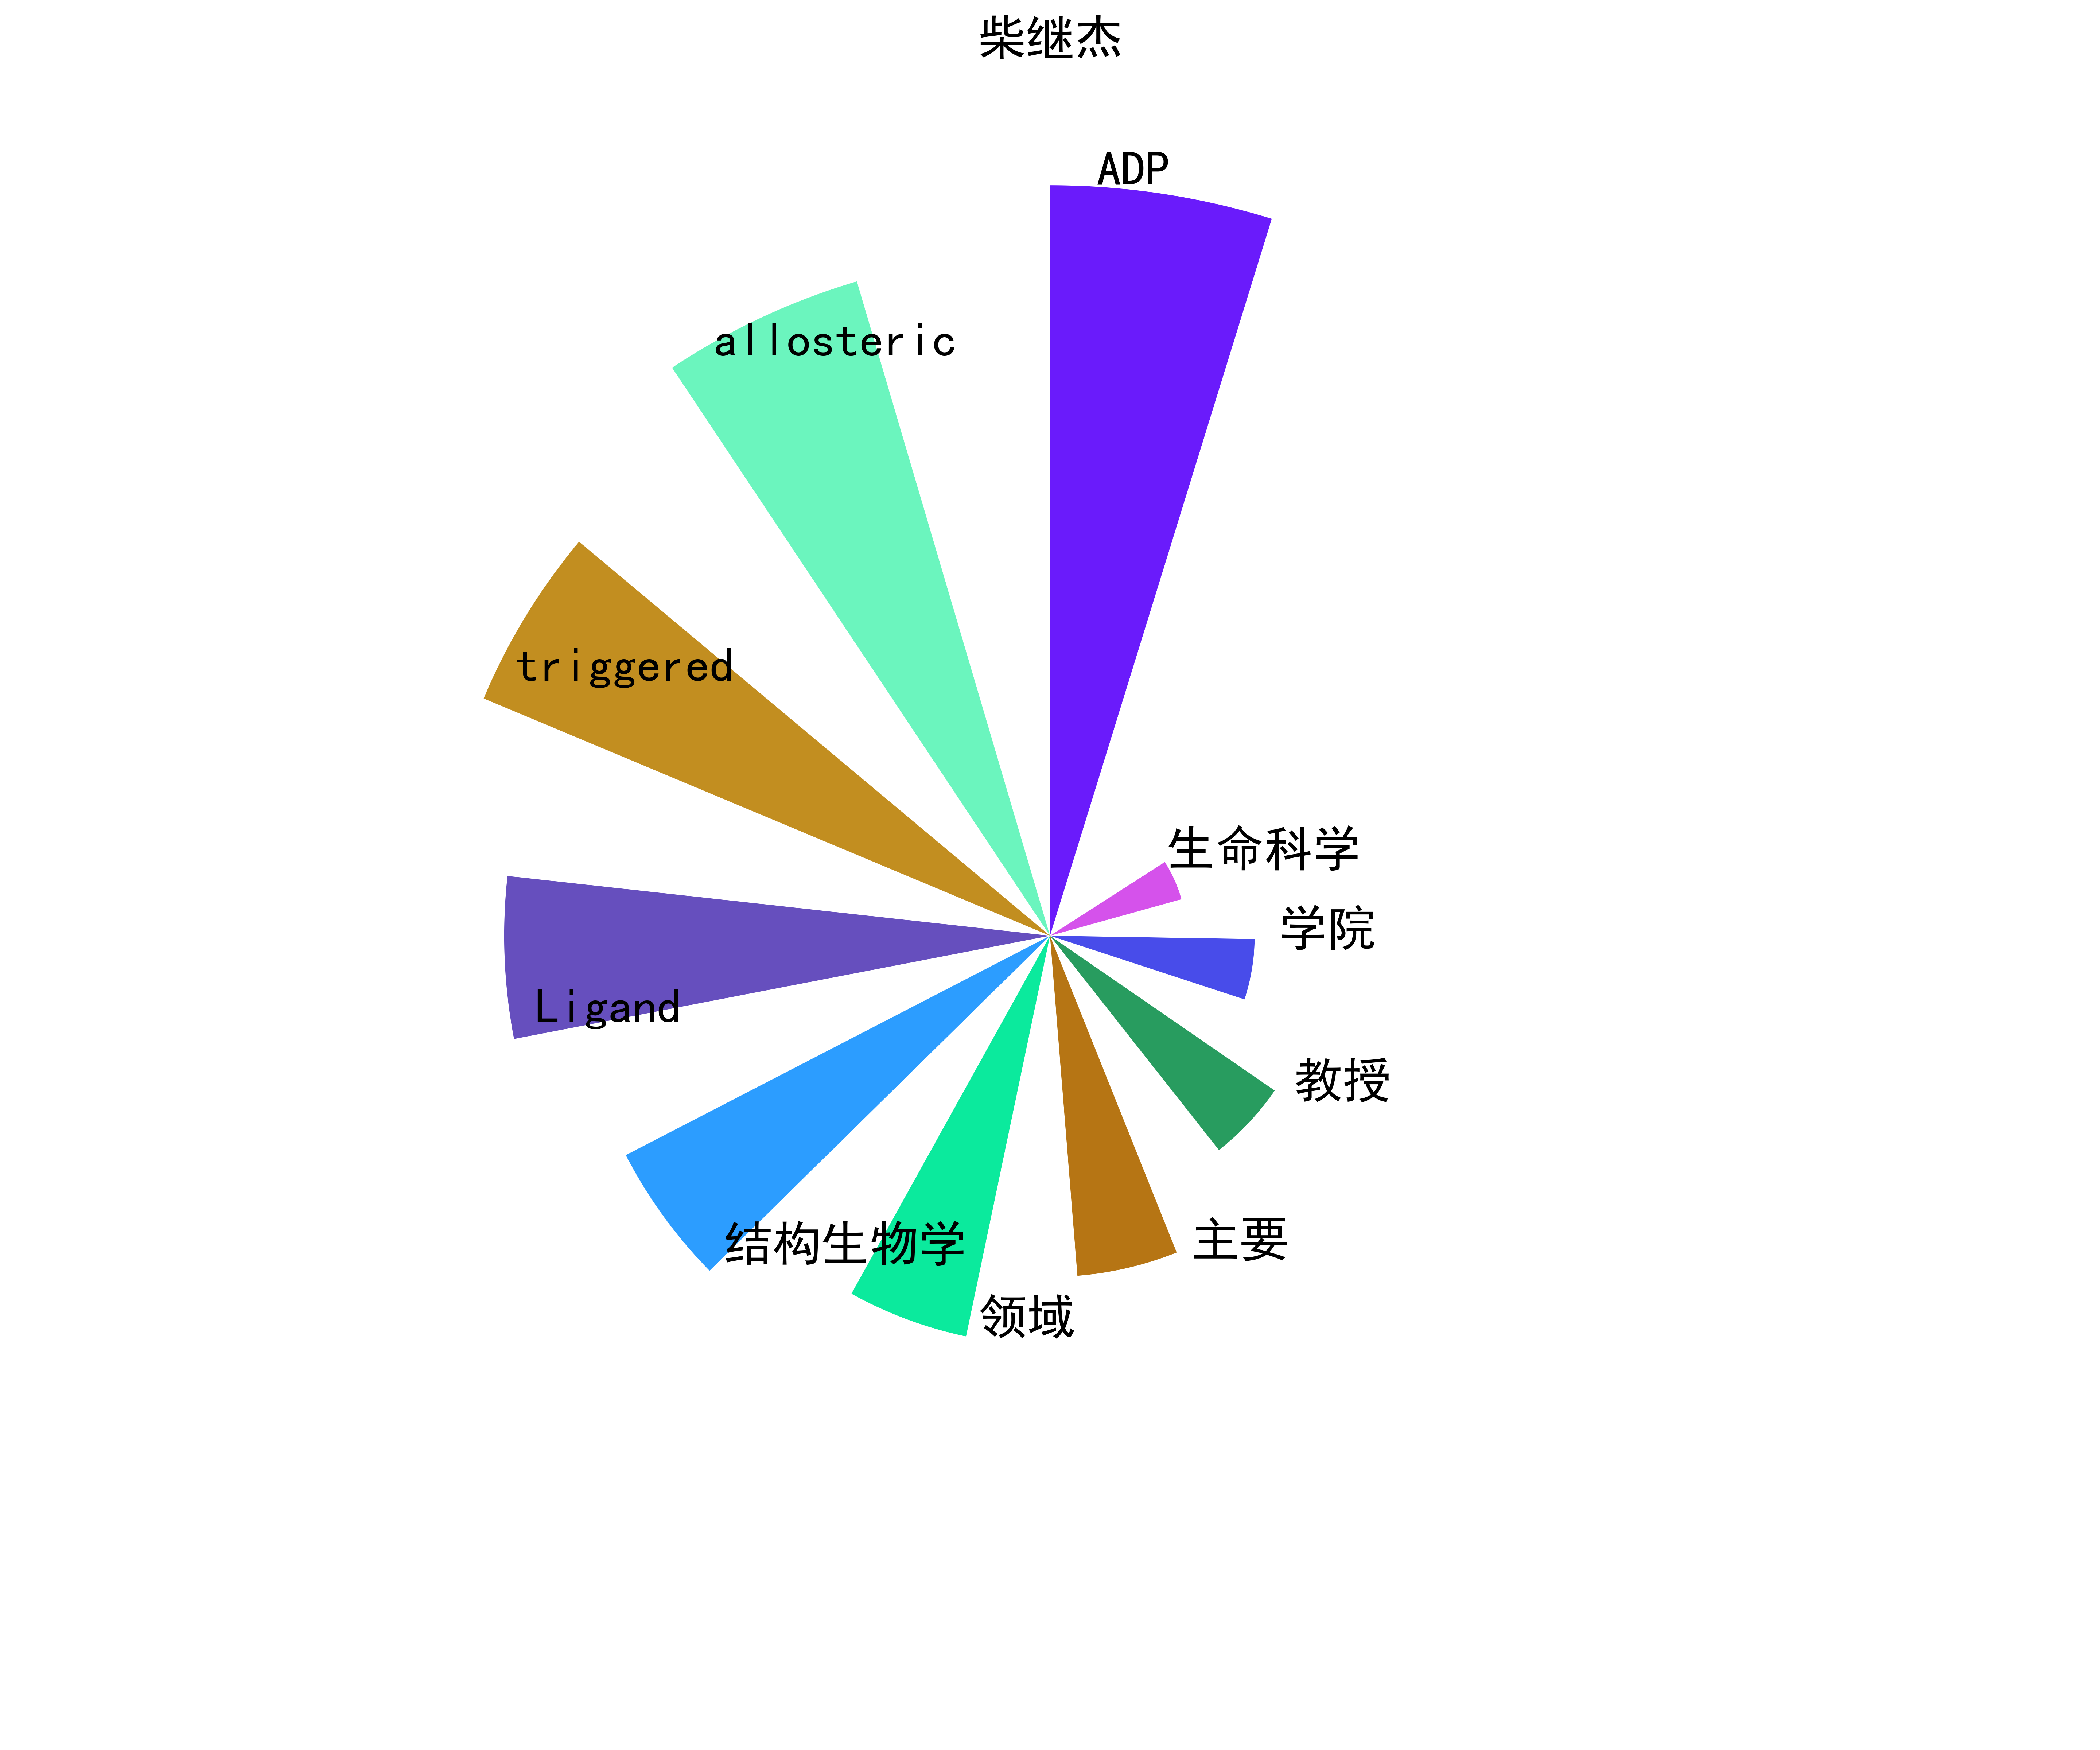 柴继杰
ADP
allosteric
triggered
生命科学
学院
Ligand
教授
主要
结构生物学
领域